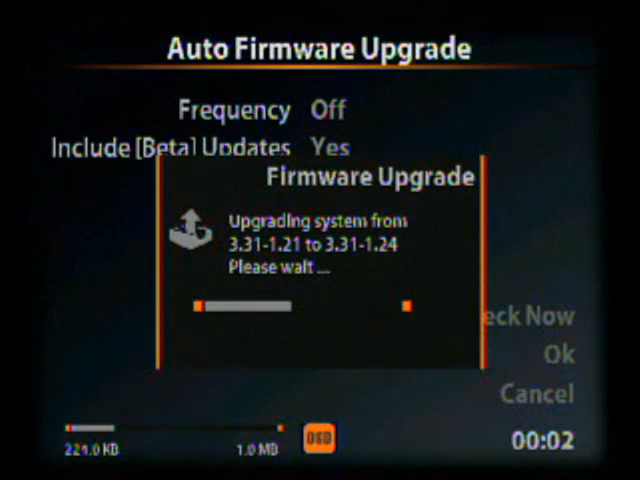 Auto Firmware Upgrade
Frequency Off
Include [Beta] Updates Yes
Firmware Upgrade
Upgrading system from
3.31-1.21 to 3.31-1.24
Please wait ...
eck Now
Ok
Cancel
221.0 KB 1.0 MB OSD 00:02